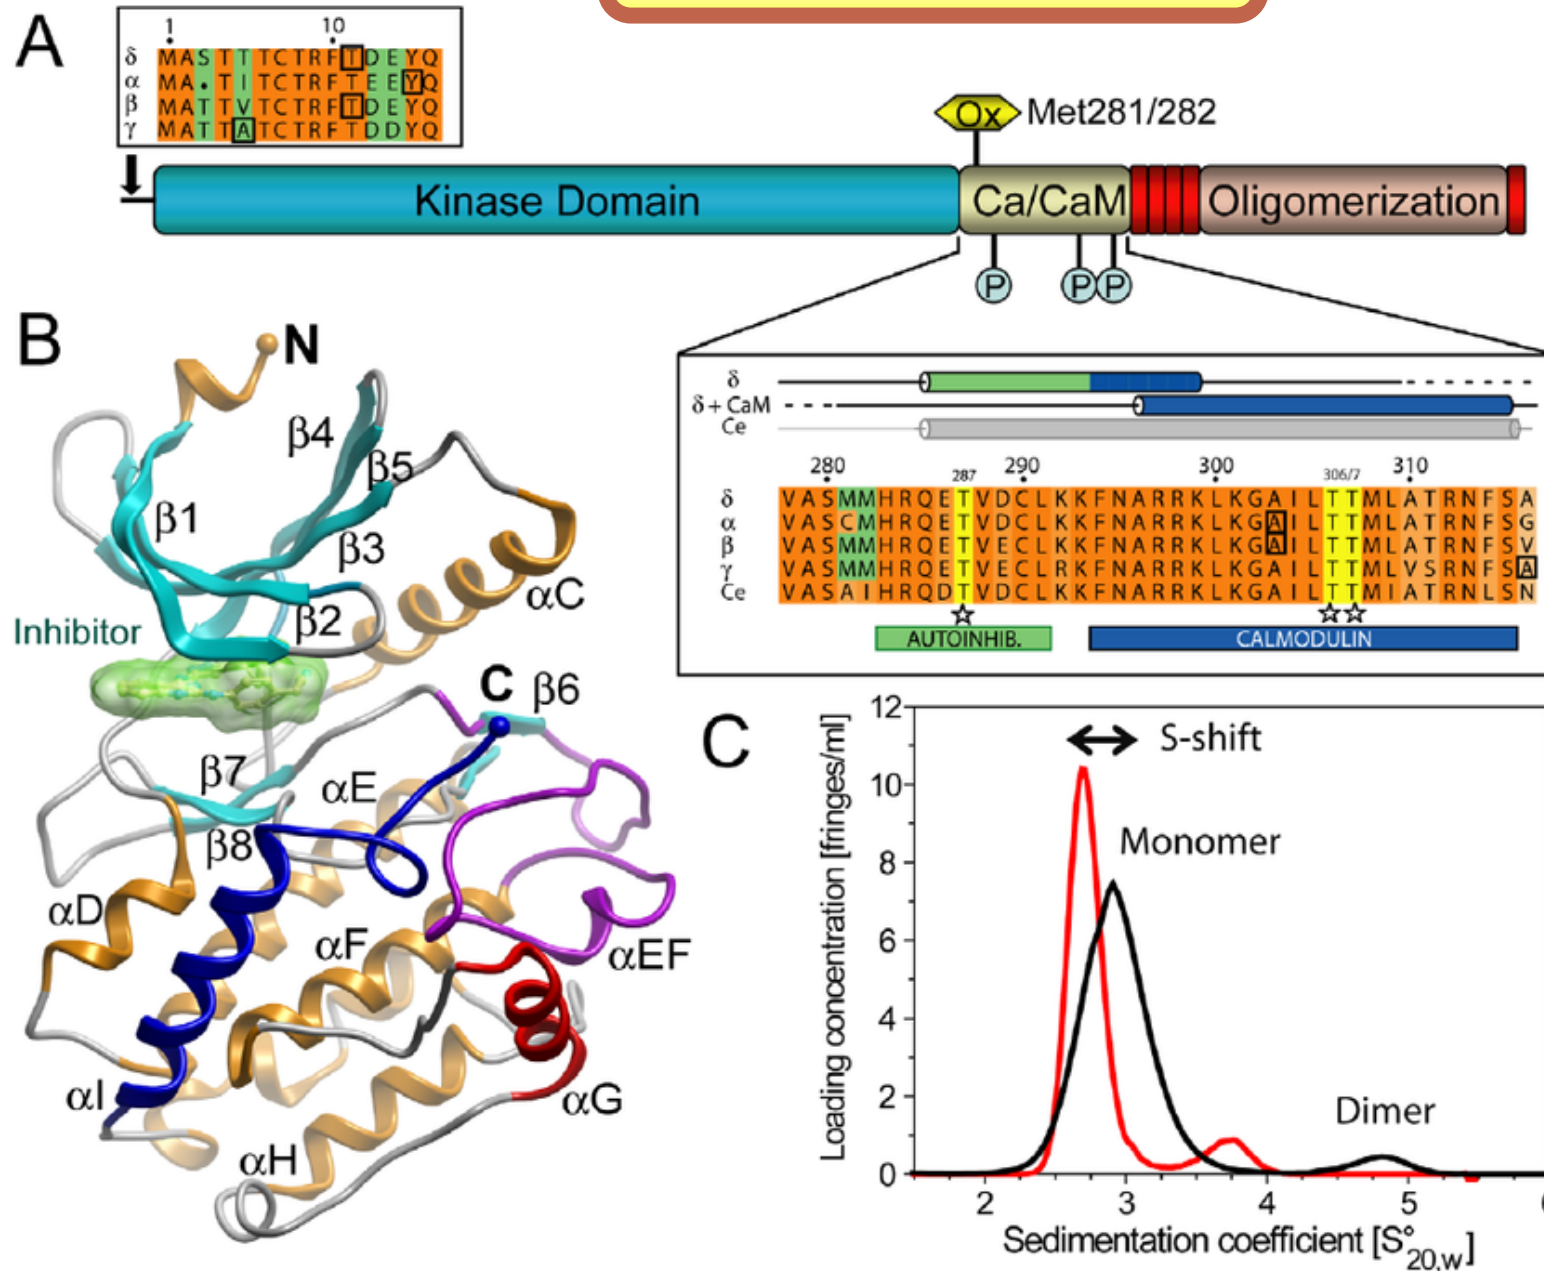 A
1 10
δ MASTTTCTRFTDEYQ
α MA·TITCTRFTEEYQ
β MATTVTCTRFTDEYQ
γ MATTATCTRFTDDYQ
Ox Met281/282
Kinase Domain Ca/CaM Oligomerization
P P P
δ
δ + CaM
Ce
280 287 290 300 306/7 310
δ VASMMHRQETVDCLKKFNARRKLKGAILTTMLATRNFSA
α VASCMHRQETVDCLKKFNARRKLKGAILTTMLATRNFSG
β VASMMHRQETVECLKKFNARRKLKGAILTTMLATRNFSV
γ VASMMHRQETVECLRKFNARRKLKGAILTTMLVSRNFSA
Ce VASAIHRQDTVDCLKKFNARRKLKGAILTTMIATRNLSN
AUTOINHIB. CALMODULIN
B
N
β4
β5
β1
β3
αC
β2
Inhibitor
C β6
β7
αE
β8
αD
αF
αEF
αI
αG
αH
C
S-shift
Monomer
Dimer
12
10
8
6
4
2
0
2 3 4 5
Loading concentration [fringes/ml]
Sedimentation coefficient [S°20,w]